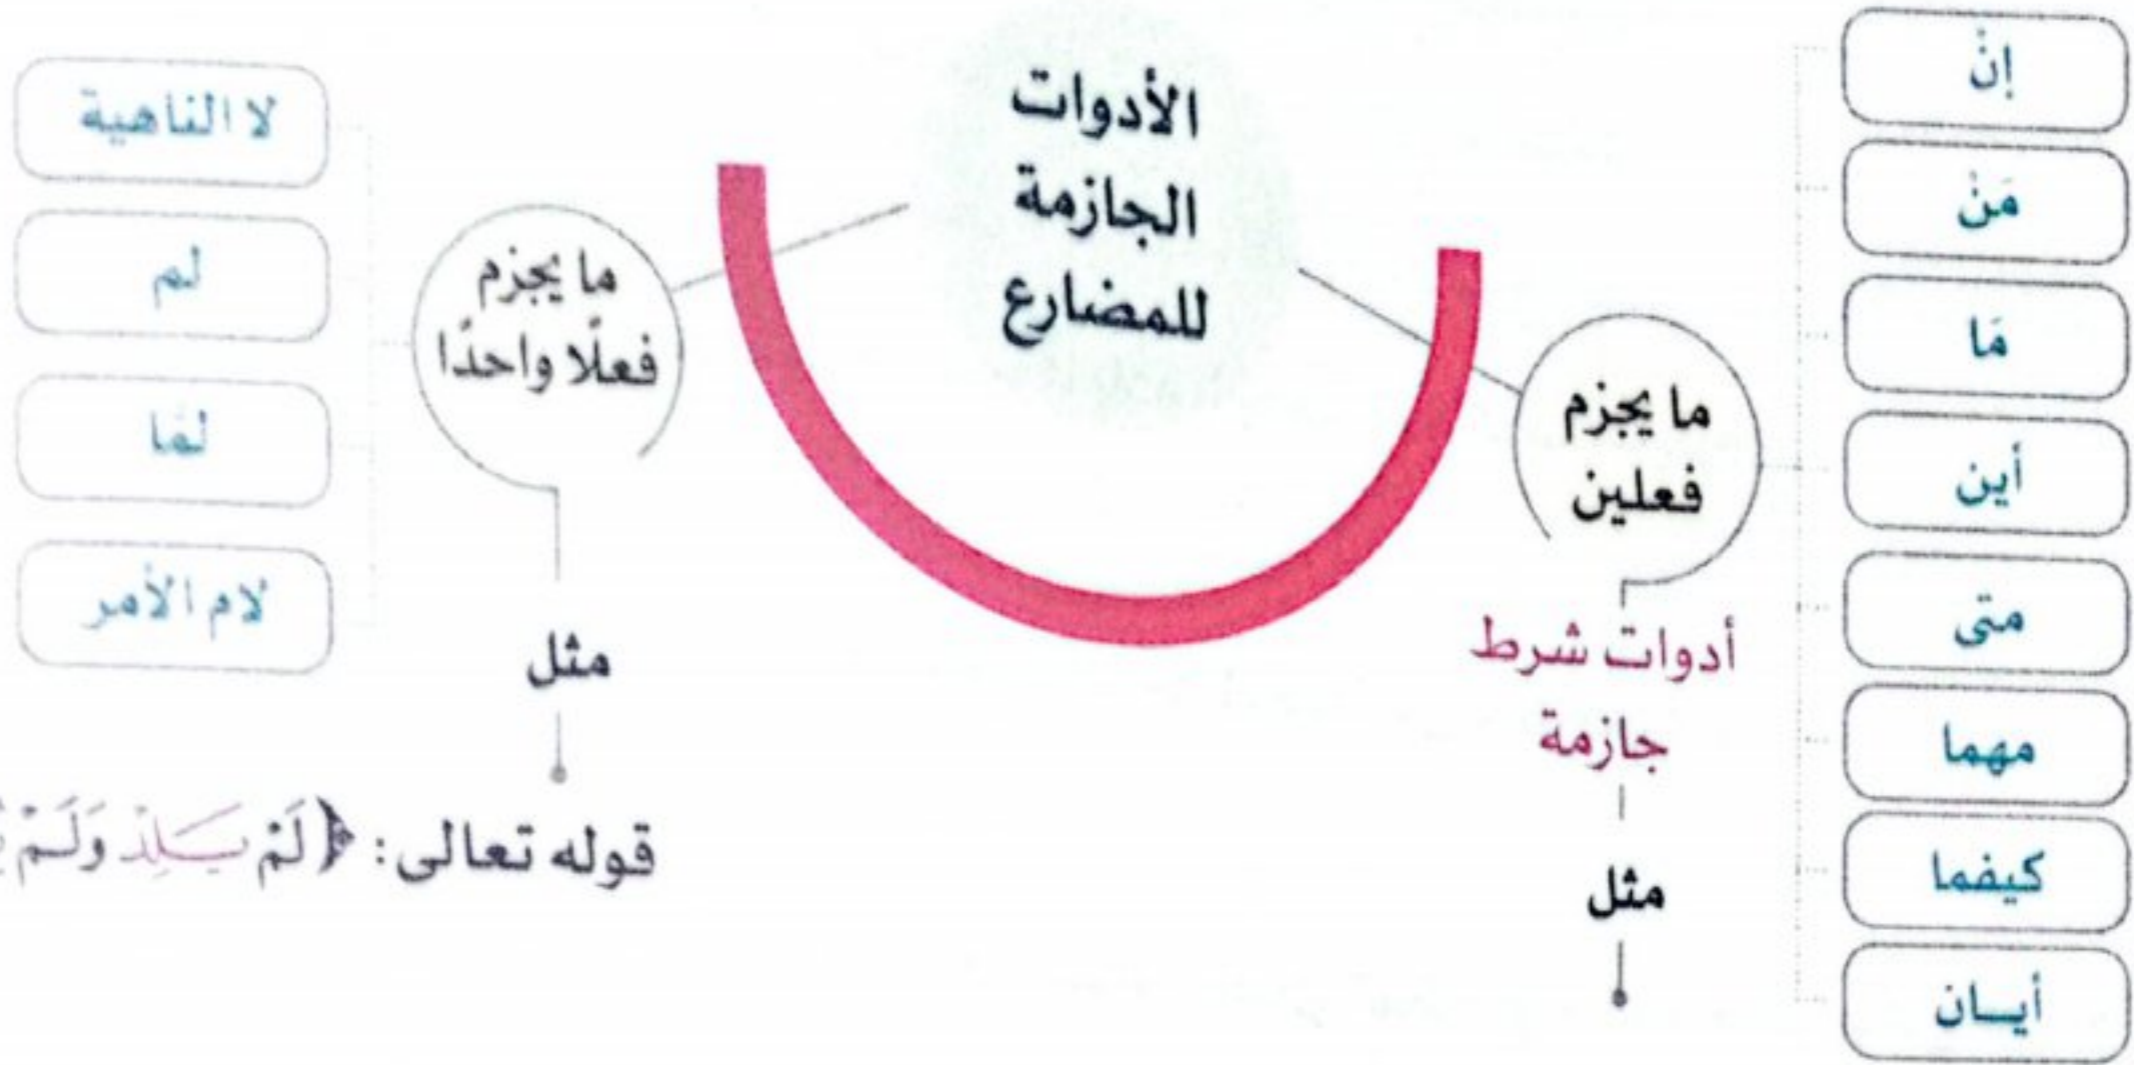 الأدوات
الجازمة
للمضارع
ما يجزم
فعلين
أدوات شرط
جازمة
مثل
إنْ
مَنْ
مَا
أين
متى
مهما
كيفما
أيــان
ما يجزم
فعلًا واحدًا
لا الناهية
لم
لمَّا
لام الأمر
مثل
قوله تعالى: ﴿لَمْ يَلِدْ وَلَمْ